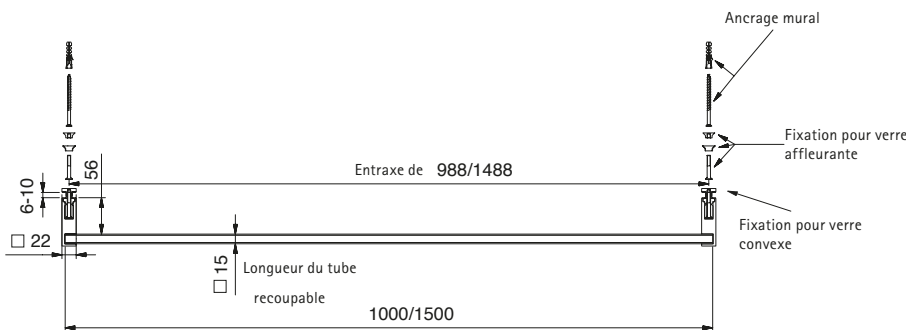 Ancrage mural
Fixation pour verre
affleurante
Entraxe de 988/1488
56
6-10
Fixation pour verre
convexe
□ 22
□ 15
Longueur du tube
recoupable
1000/1500